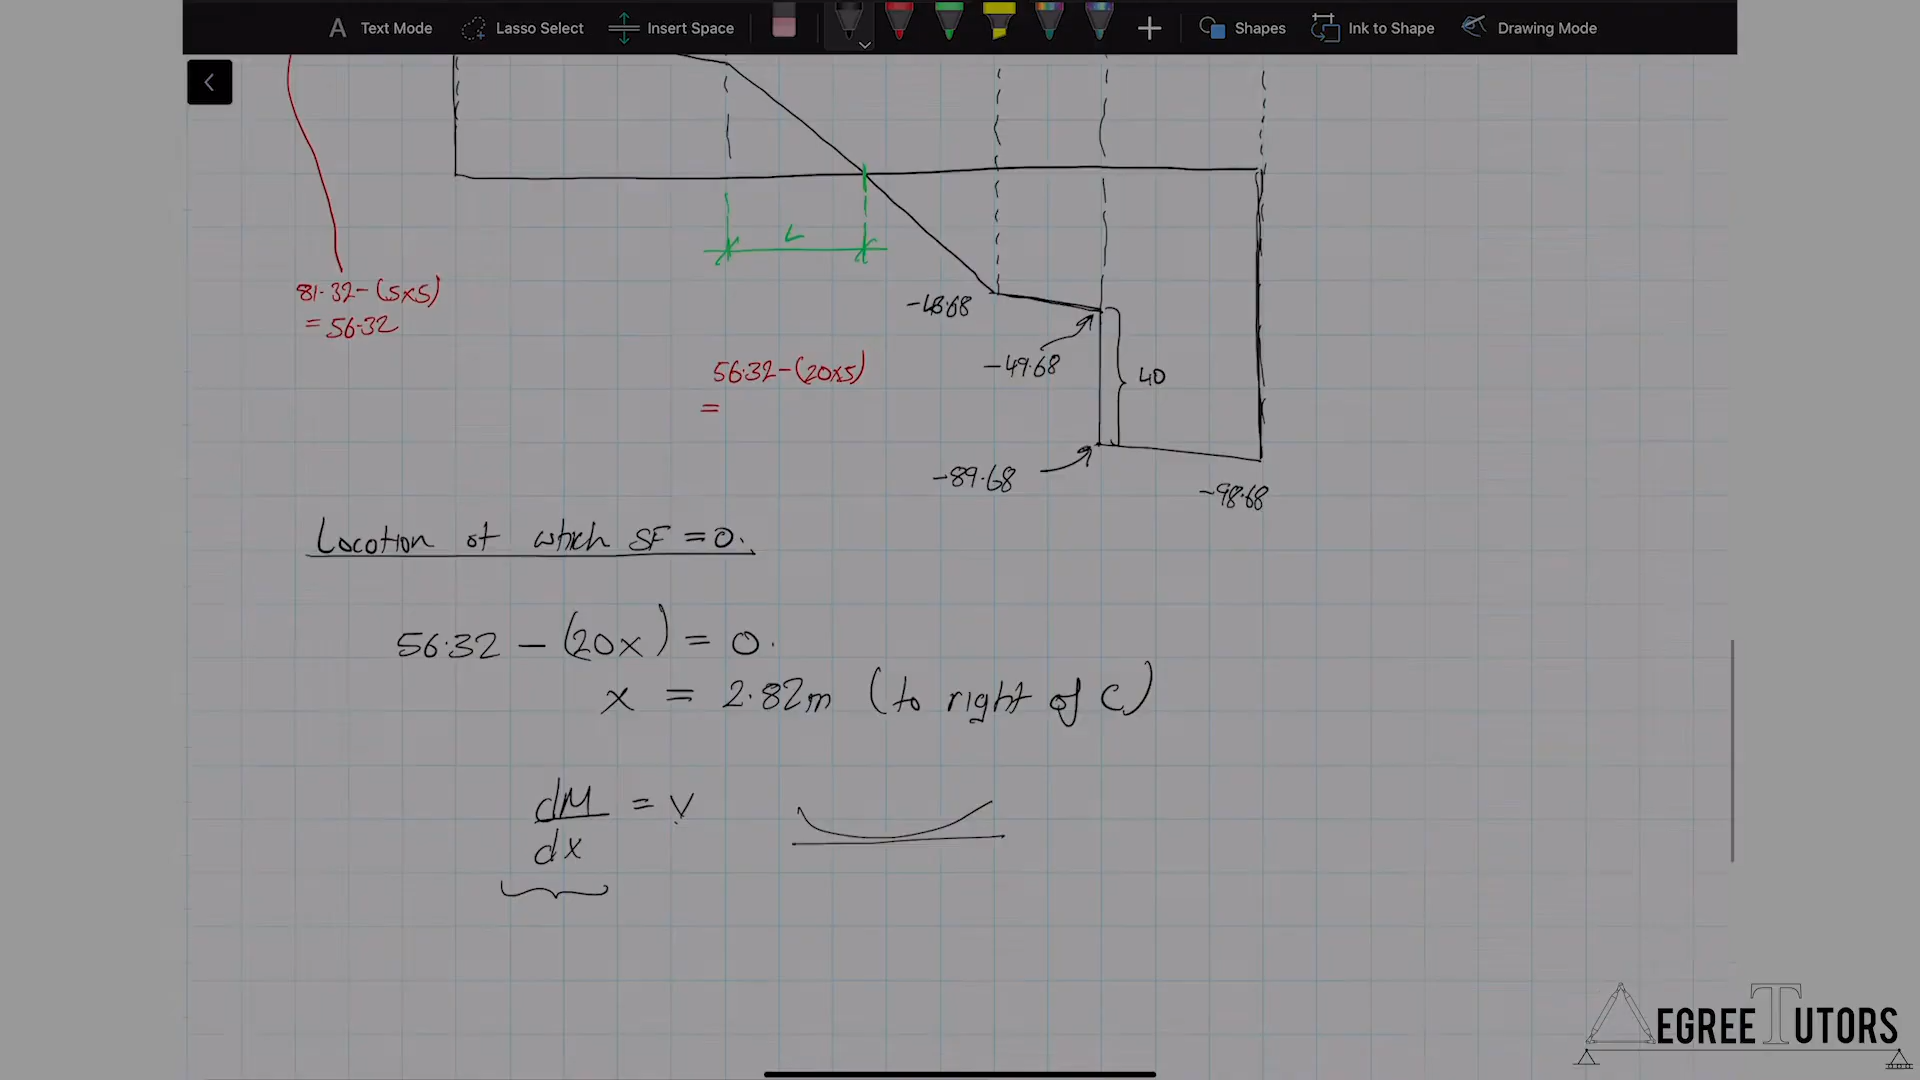 Text Mode
Lasso Select
Insert Space
Shapes
Ink to Shape
Drawing Mode
L
81.32-(5x5)
= 56.32
-48.68
56.32-(20x5)
=
-49.68
40
-89.68
-98.68
Location at which SF = 0.
56.32 - (20x) = 0.
x = 2.82m (to right of C)
dM/dx = V
DEGREE TUTORS